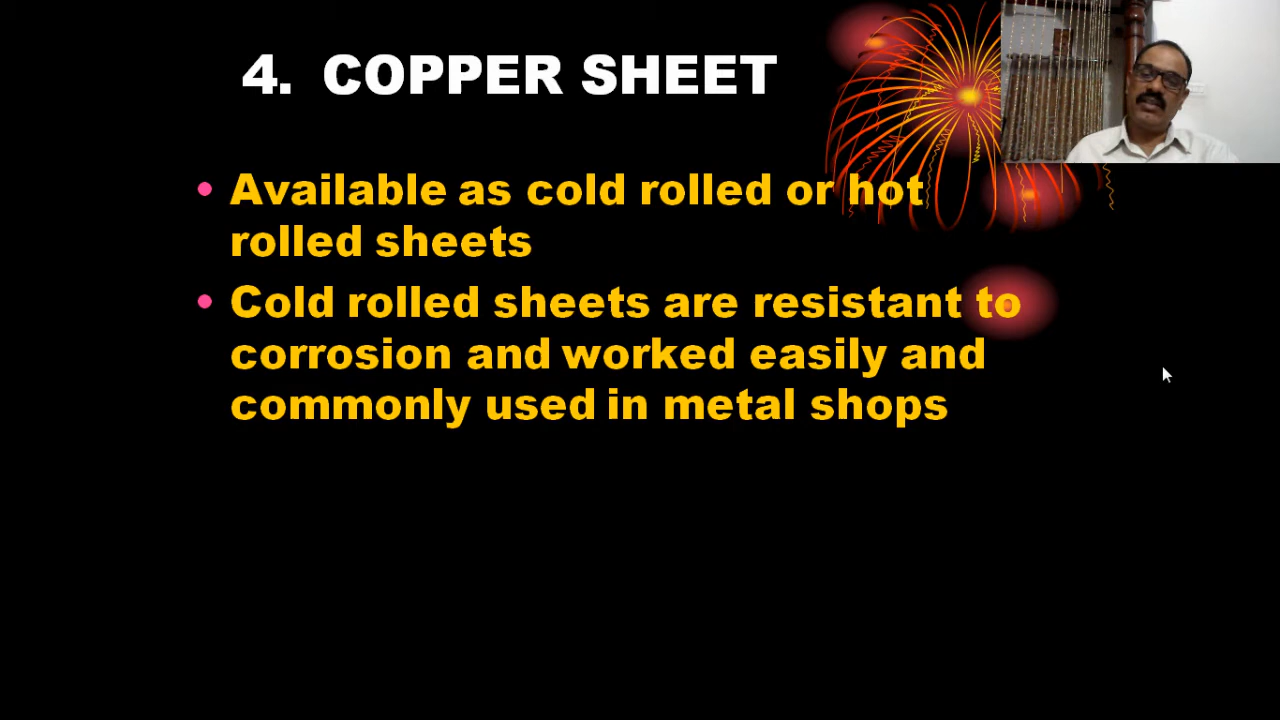 4. COPPER SHEET
• Available as cold rolled or hot
rolled sheets
• Cold rolled sheets are resistant to
corrosion and worked easily and
commonly used in metal shops